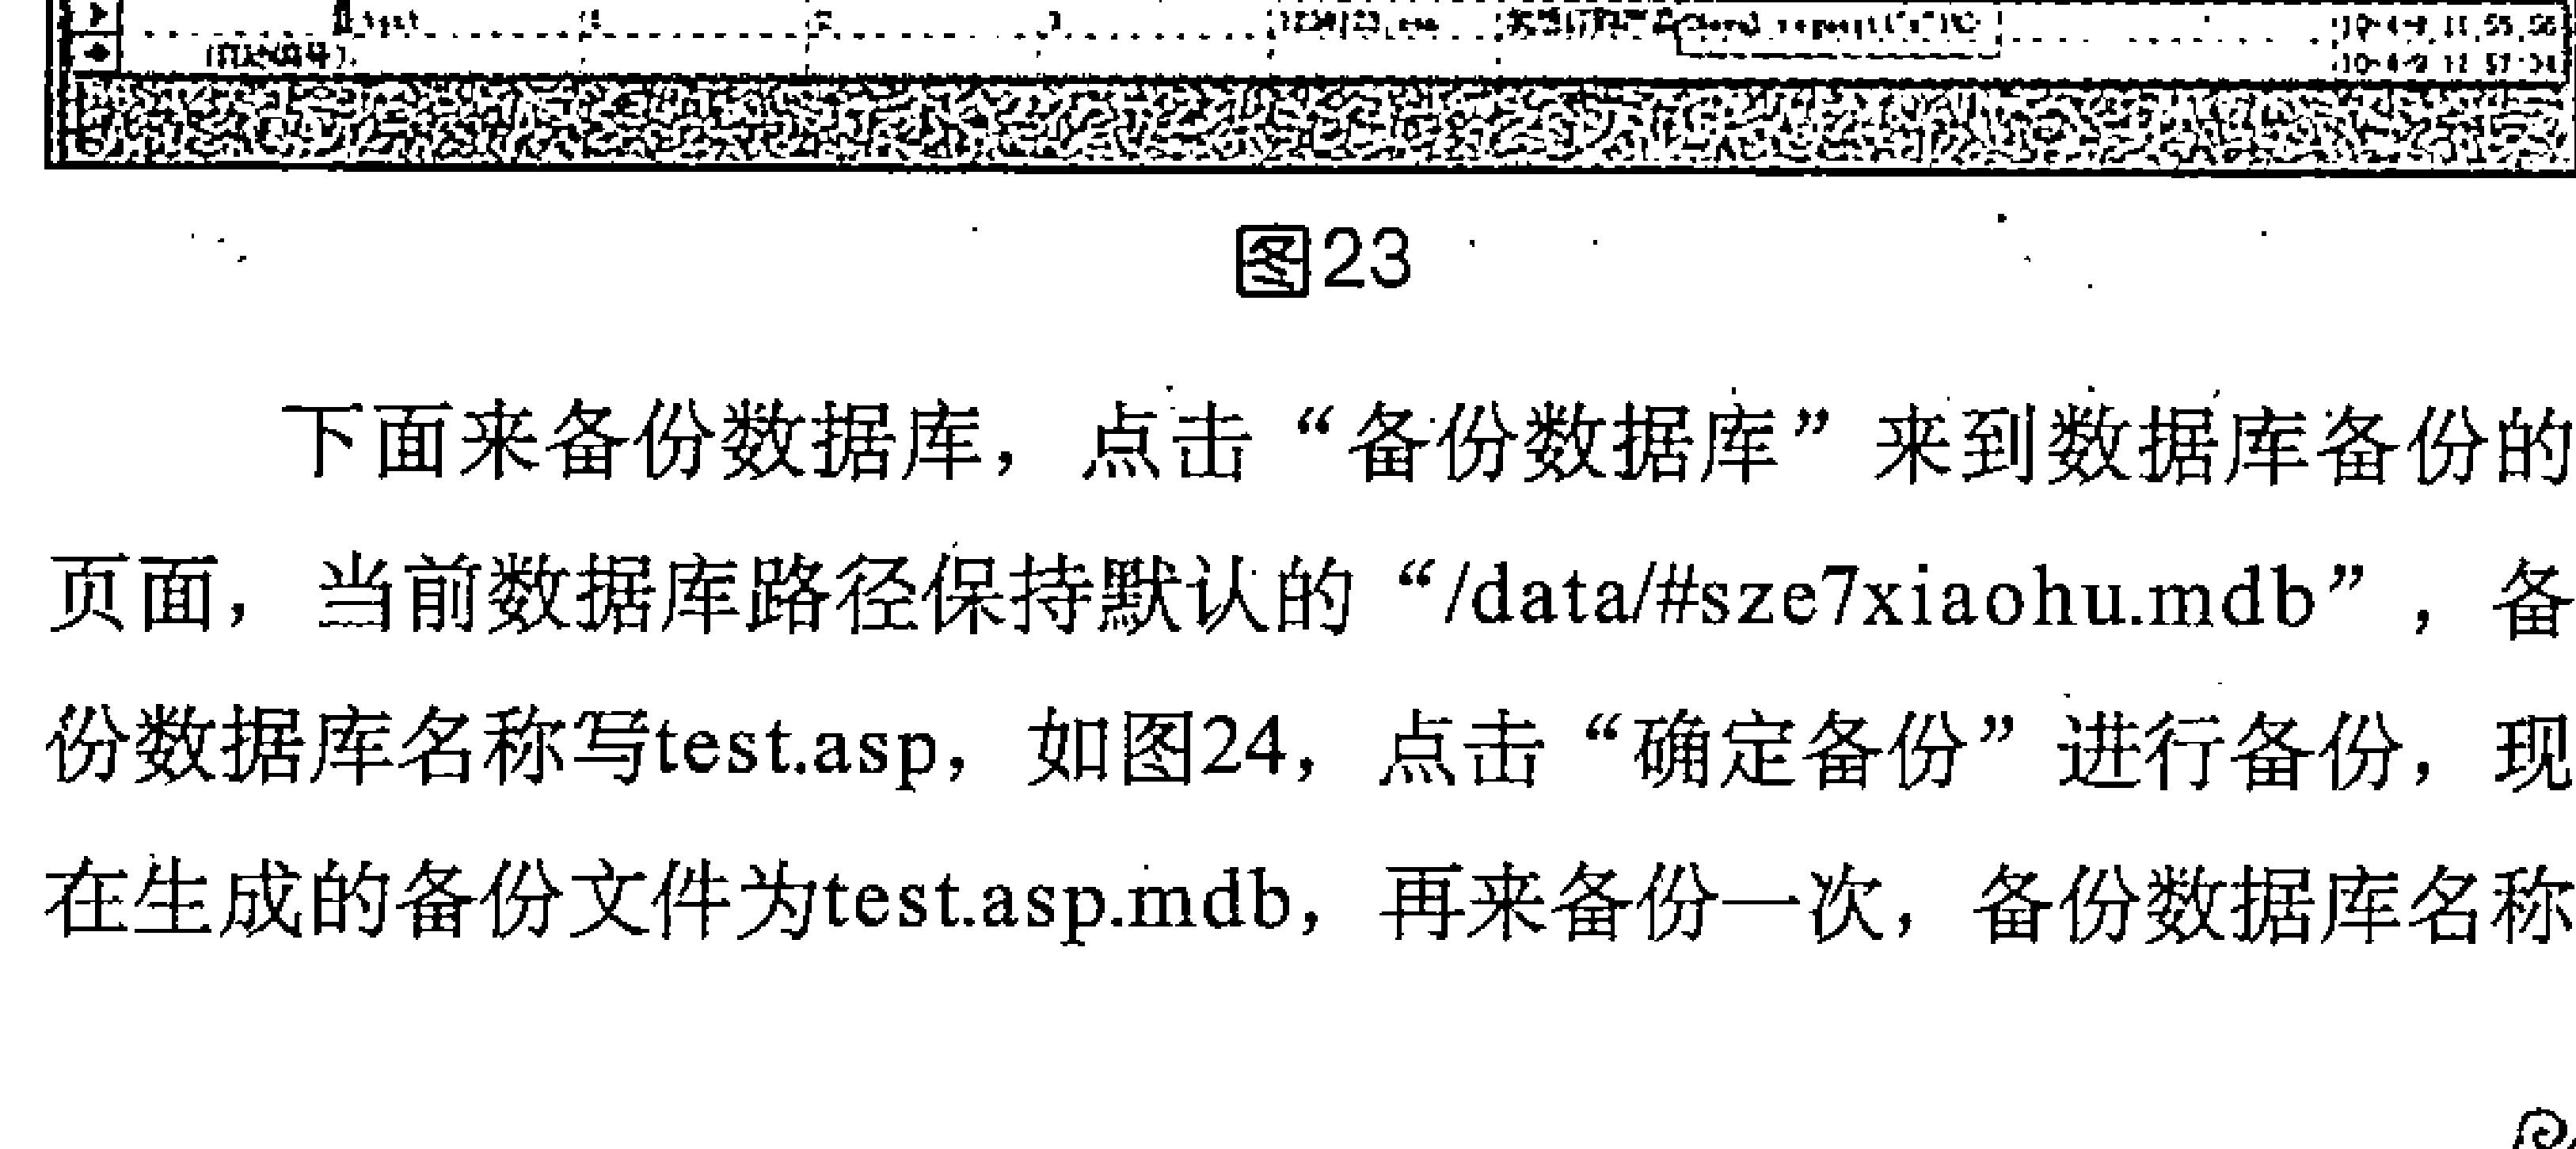 图23
下面来备份数据库，点击“备份数据库”来到数据库备份的
页面，当前数据库路径保持默认的“/data/#sze7xiaohu.mdb”，备
份数据库名称写test.asp，如图24，点击“确定备份”进行备份，现
在生成的备份文件为test.asp.mdb，再来备份一次，备份数据库名称